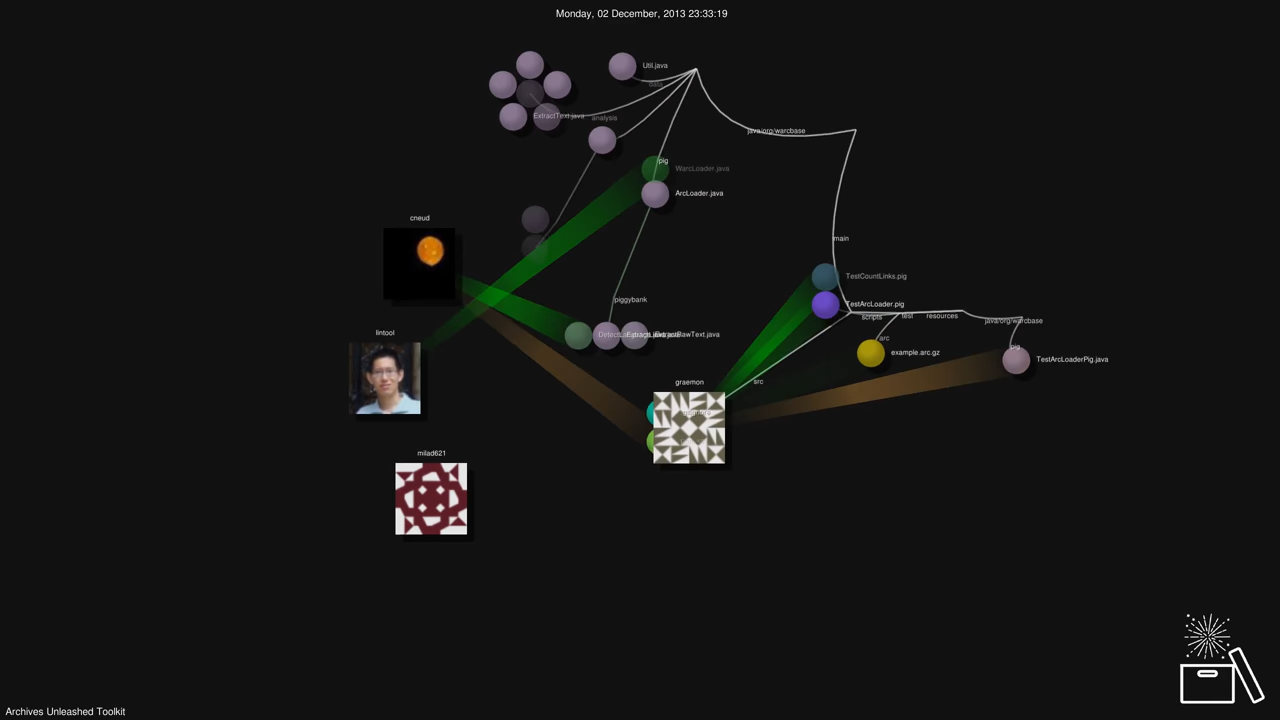 Monday, 02 December, 2013 23:33:19
Util.java
data
ExtractText.java
analysis
java/org/warcbase
pig
WarcLoader.java
ArcLoader.java
cneud
main
TestCountLinks.pig
piggybank
TestArcLoader.pig
scripts
test
resources
java/org/warcbase
lintool
RawText.java
arc
pig
example.arc.gz
TestArcLoaderPig.java
graemon
src
milad621
Archives Unleashed Toolkit